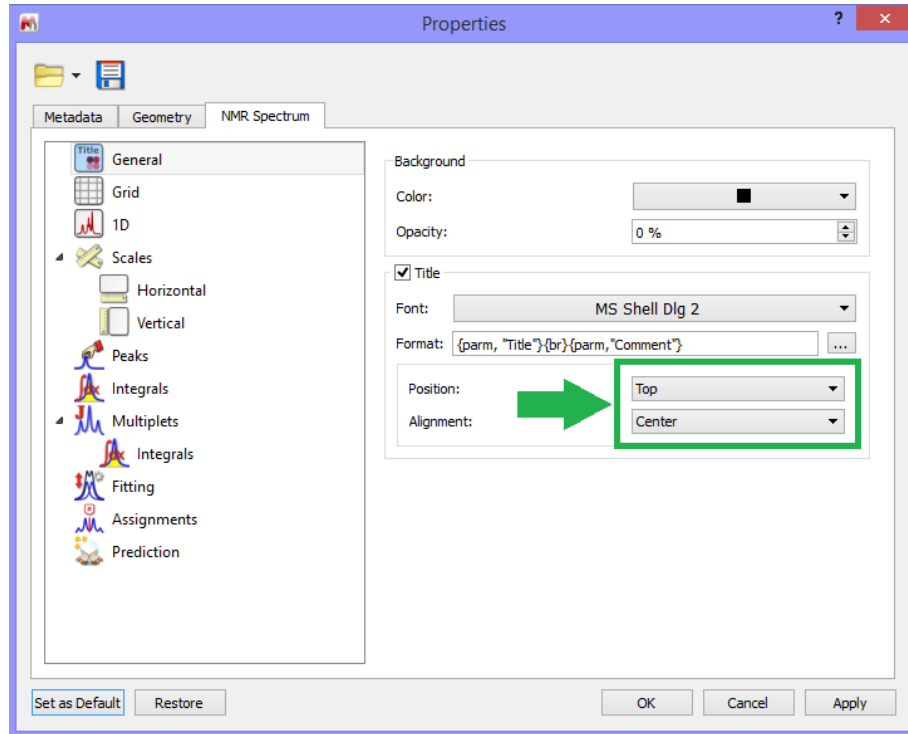 Properties
?
Metadata Geometry NMR Spectrum
Title
General
Grid
1D
Scales
Horizontal
Vertical
Peaks
Integrals
Multiplets
Integrals
Fitting
Assignments
Prediction
Background
Color:
Opacity: 0 %
Title
Font: MS Shell Dlg 2
Format: {parm, "Title"}{br}{parm,"Comment"} ...
Position: Top
Alignment: Center
Set as Default Restore OK Cancel Apply